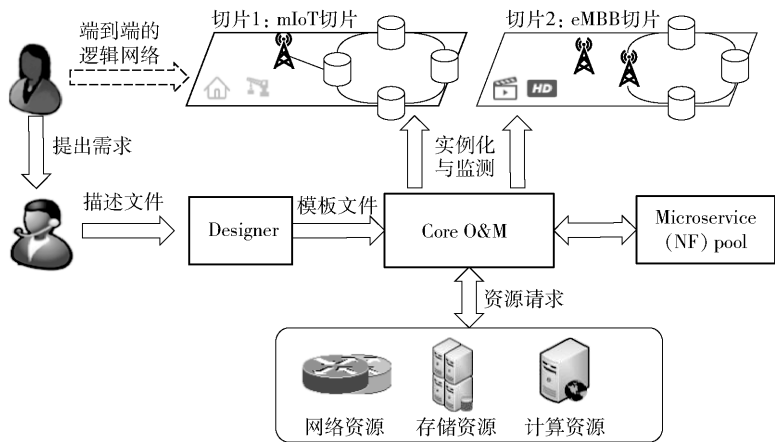 端到端的
逻辑网络
切片1：mIoT切片
切片2：eMBB切片
HD
提出需求
实例化
与监测
描述文件
Designer
模板文件
Core O&M
Microservice
（NF）pool
资源请求
网络资源
存储资源
计算资源